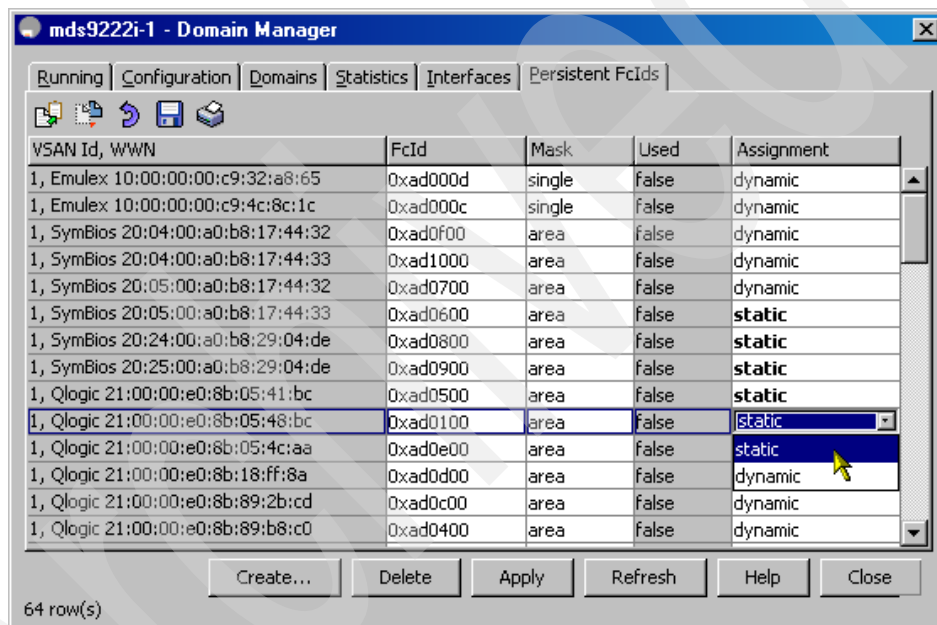 mds9222i-1 - Domain Manager
Running Configuration Domains Statistics Interfaces Persistent FcIds
VSAN Id, WWN FcId Mask Used Assignment
1, Emulex 10:00:00:00:c9:32:a8:65 0xad000d single false dynamic
1, Emulex 10:00:00:00:c9:4c:8c:1c 0xad000c single false dynamic
1, SymBios 20:04:00:a0:b8:17:44:32 0xad0f00 area false dynamic
1, SymBios 20:04:00:a0:b8:17:44:33 0xad1000 area false dynamic
1, SymBios 20:05:00:a0:b8:17:44:32 0xad0700 area false dynamic
1, SymBios 20:05:00:a0:b8:17:44:33 0xad0600 area false static
1, SymBios 20:24:00:a0:b8:29:04:de 0xad0800 area false static
1, SymBios 20:25:00:a0:b8:29:04:de 0xad0900 area false static
1, Qlogic 21:00:00:e0:8b:05:41:bc 0xad0500 area false static
1, Qlogic 21:00:00:e0:8b:05:48:bc 0xad0100 area false static
1, Qlogic 21:00:00:e0:8b:05:4c:aa 0xad0e00 area false static
1, Qlogic 21:00:00:e0:8b:18:ff:8a 0xad0d00 area false dynamic
1, Qlogic 21:00:00:e0:8b:89:2b:cd 0xad0c00 area false dynamic
1, Qlogic 21:00:00:e0:8b:89:b8:c0 0xad0400 area false dynamic
Create... Delete Apply Refresh Help Close
64 row(s)